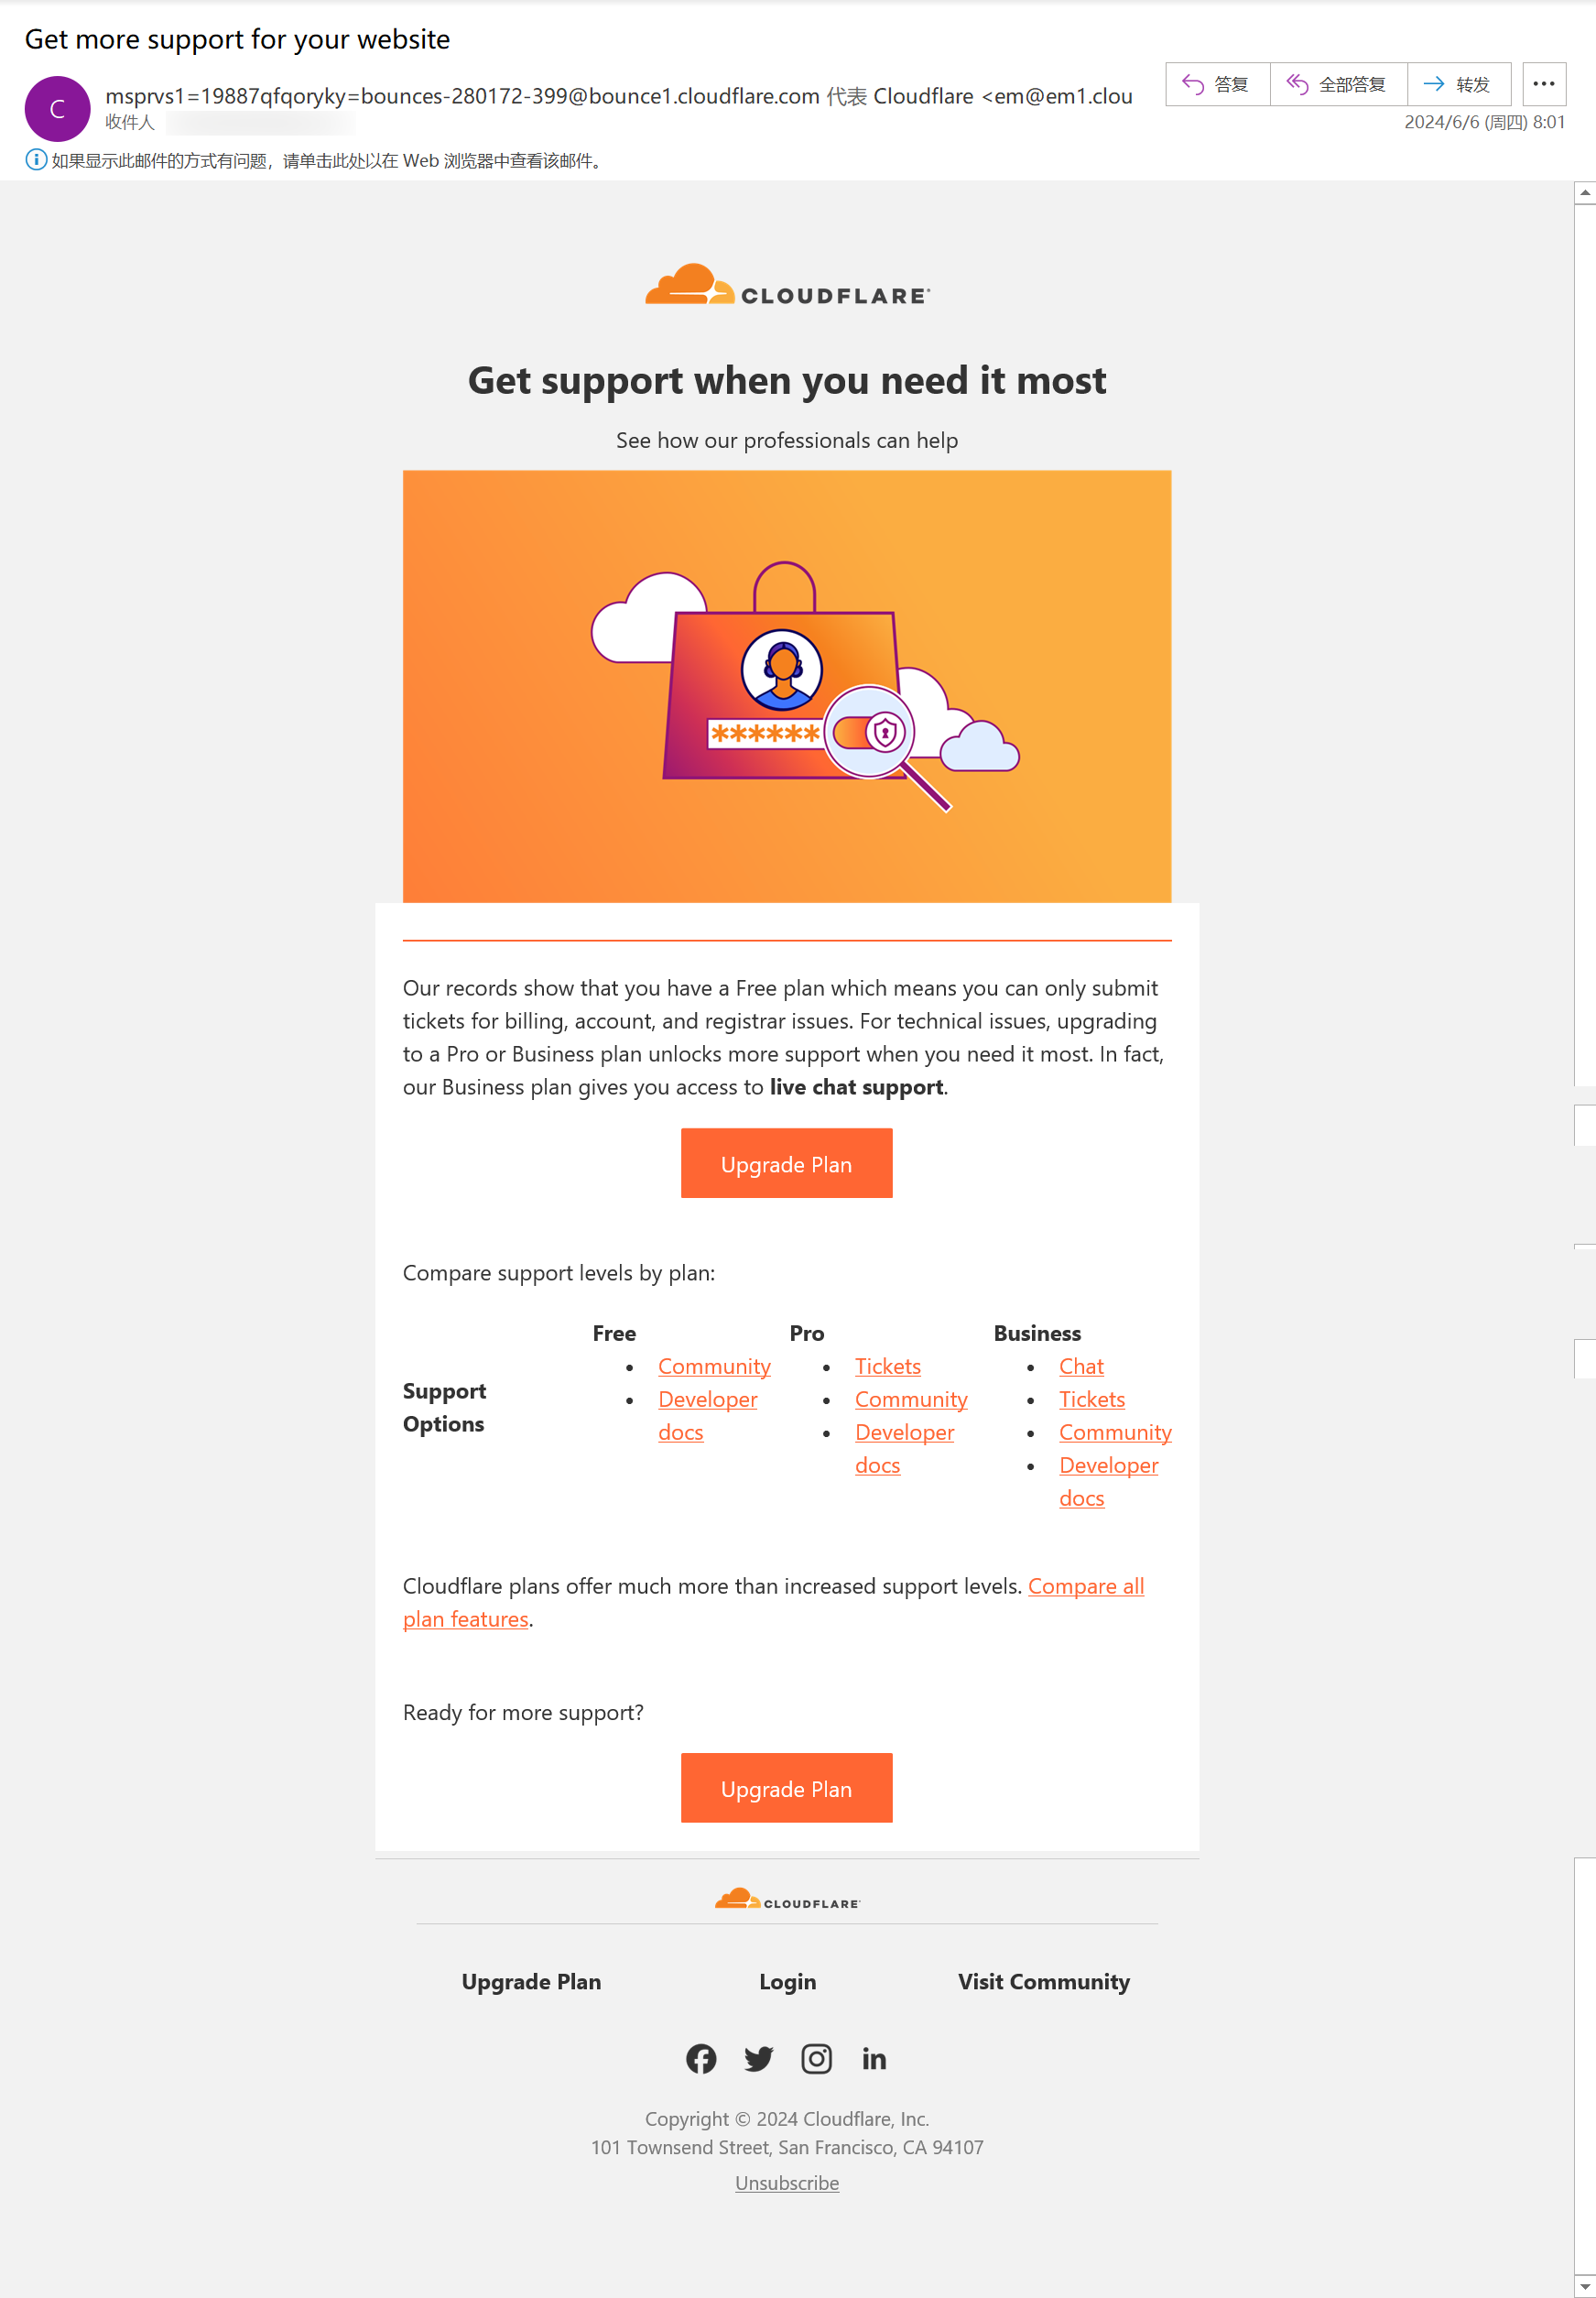 Get more support for your website
C
msprvs1=19887qfqoryky=bounces-280172-399@bounce1.cloudflare.com 代表 Cloudflare <em@em1.clou
答复 全部答复 转发
收件人
2024/6/6 (周四) 8:01
如果显示此邮件的方式有问题，请单击此处以在 Web 浏览器中查看该邮件。
CLOUDFLARE
Get support when you need it most
See how our professionals can help
******
Our records show that you have a Free plan which means you can only submit
tickets for billing, account, and registrar issues. For technical issues, upgrading
to a Pro or Business plan unlocks more support when you need it most. In fact,
our Business plan gives you access to live chat support.
Upgrade Plan
Compare support levels by plan:
Free Pro Business
Support
Options
• Community
• Developer
docs
• Tickets
• Community
• Developer
docs
• Chat
• Tickets
• Community
• Developer
docs
Cloudflare plans offer much more than increased support levels. Compare all
plan features.
Ready for more support?
Upgrade Plan
CLOUDFLARE
Upgrade Plan Login Visit Community
in
Copyright © 2024 Cloudflare, Inc.
101 Townsend Street, San Francisco, CA 94107
Unsubscribe